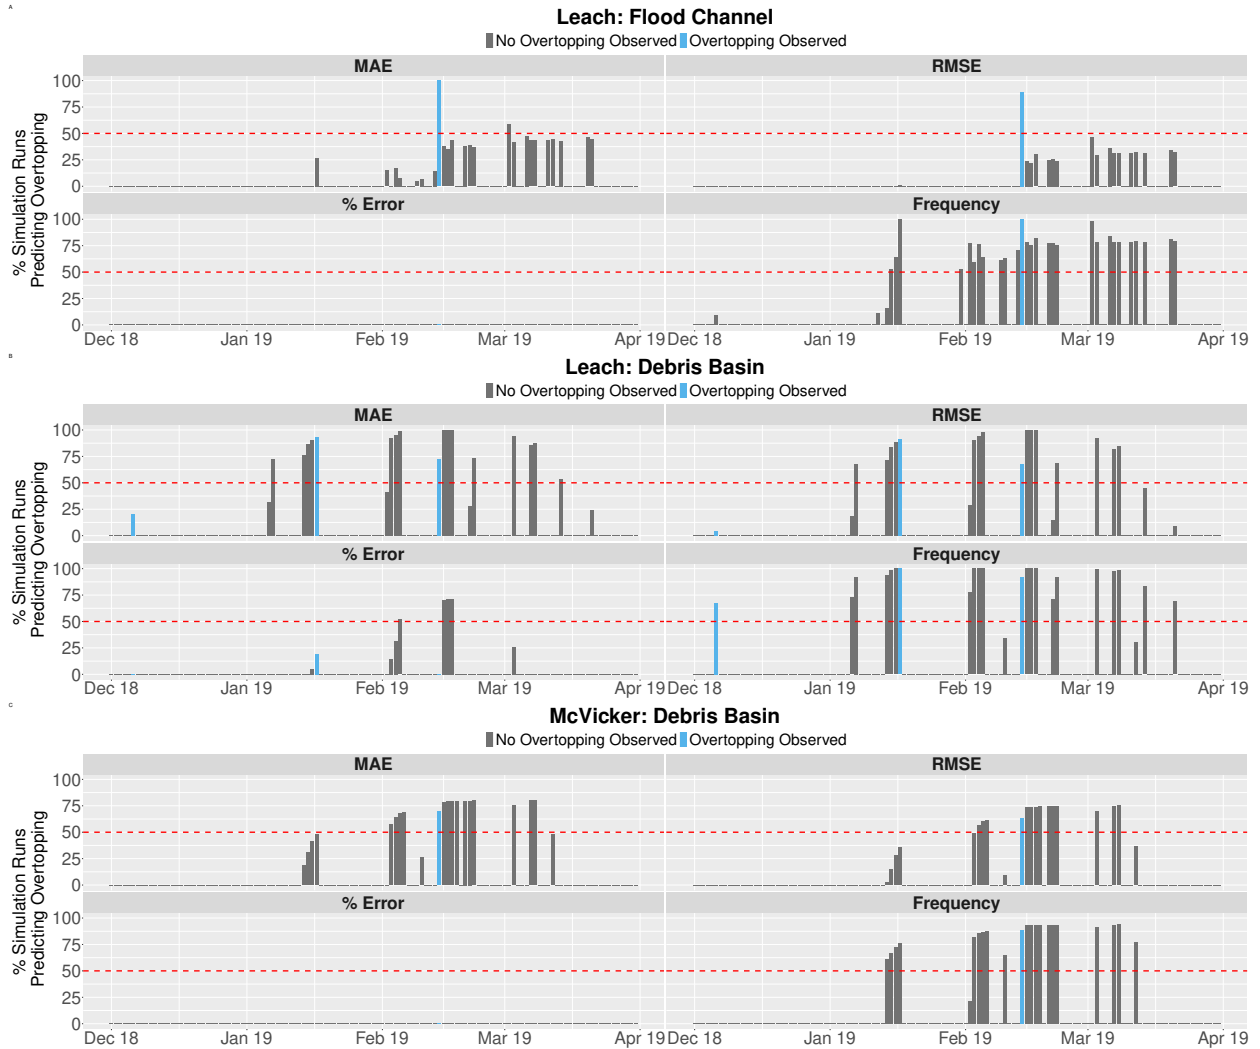 A
Leach: Flood Channel
No Overtopping Observed Overtopping Observed
MAE RMSE
100
75
50
25
0
% Error Frequency
100
75
50
25
0
% Simulation Runs
Predicting Overtopping
Dec 18 Jan 19 Feb 19 Mar 19 Apr 19 Dec 18 Jan 19 Feb 19 Mar 19 Apr 19
B
Leach: Debris Basin
No Overtopping Observed Overtopping Observed
MAE RMSE
100
75
50
25
0
% Error Frequency
100
75
50
25
0
% Simulation Runs
Predicting Overtopping
Dec 18 Jan 19 Feb 19 Mar 19 Apr 19 Dec 18 Jan 19 Feb 19 Mar 19 Apr 19
C
McVicker: Debris Basin
No Overtopping Observed Overtopping Observed
MAE RMSE
100
75
50
25
0
% Error Frequency
100
75
50
25
0
% Simulation Runs
Predicting Overtopping
Dec 18 Jan 19 Feb 19 Mar 19 Apr 19 Dec 18 Jan 19 Feb 19 Mar 19 Apr 19